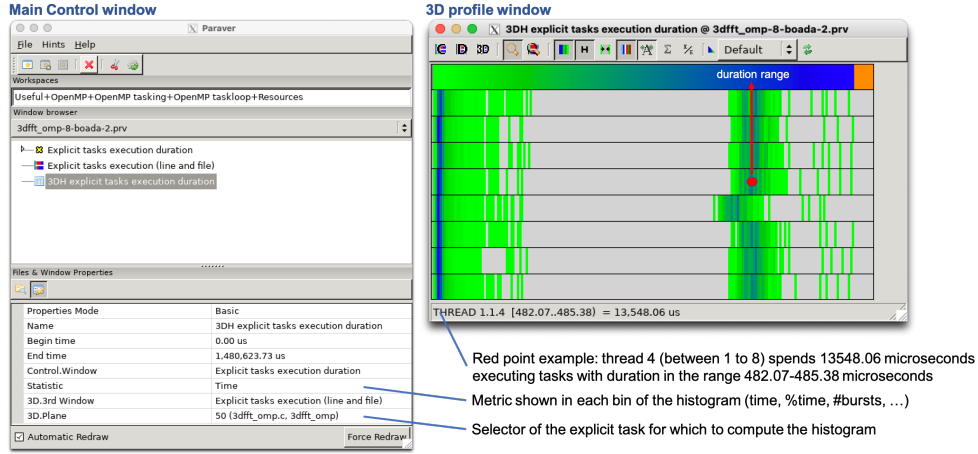 Main Control window
Paraver
File Hints Help
Workspaces
Useful+OpenMP+OpenMP tasking+OpenMP taskloop+Resources
Window browser
3dfft_omp-8-boada-2.prv
Explicit tasks execution duration
Explicit tasks execution (line and file)
3DH explicit tasks execution duration
Files & Window Properties
Properties Mode Basic
Name 3DH explicit tasks execution duration
Begin time 0.00 us
End time 1,480,623.73 us
Control.Window Explicit tasks execution duration
Statistic Time
3D.3rd Window Explicit tasks execution (line and file)
3D.Plane 50 (3dfft_omp.c, 3dfft_omp)
Automatic Redraw Force Redraw
3D profile window
3DH explicit tasks execution duration @ 3dfft_omp-8-boada-2.prv
3D H Σ ½ Default
duration range
THREAD 1.1.4 [482.07..485.38) = 13,548.06 us
Red point example: thread 4 (between 1 to 8) spends 13548.06 microseconds
executing tasks with duration in the range 482.07-485.38 microseconds
Metric shown in each bin of the histogram (time, %time, #bursts, …)
Selector of the explicit task for which to compute the histogram